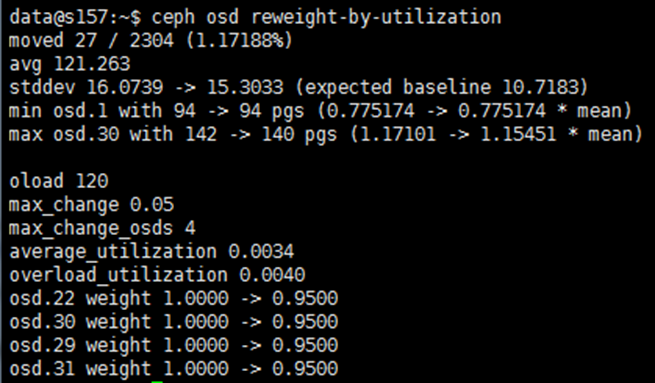 data@s157:~$ ceph osd reweight-by-utilization
moved 27 / 2304 (1.17188%)
avg 121.263
stddev 16.0739 -> 15.3033 (expected baseline 10.7183)
min osd.1 with 94 -> 94 pgs (0.775174 -> 0.775174 * mean)
max osd.30 with 142 -> 140 pgs (1.17101 -> 1.15451 * mean)

oload 120
max_change 0.05
max_change_osds 4
average_utilization 0.0034
overload_utilization 0.0040
osd.22 weight 1.0000 -> 0.9500
osd.30 weight 1.0000 -> 0.9500
osd.29 weight 1.0000 -> 0.9500
osd.31 weight 1.0000 -> 0.9500